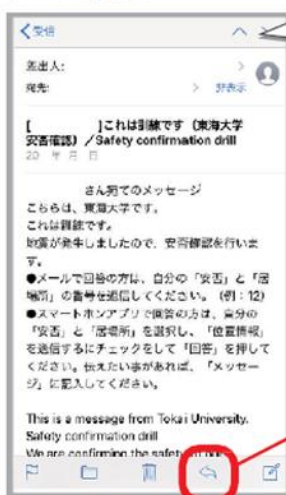 受信
差出人:
宛先: 非表示
[ ]これは訓練です（東海大学
安否確認）／Safety confirmation drill
20 年 月 日
さん宛てのメッセージ
こちらは、東海大学です。
これは訓練です。
地震が発生しましたので、安否確認を行いま
す。
●メールで回答の方は、自分の「安否」と「居
場所」の番号を返信してください。（例：12）
●スマートホンアプリで回答の方は、自分の
「安否」と「居場所」を選択し、「位置情報」
を送信するにチェックをして「回答」を押して
ください。伝えたい事があれば、「メッセー
ジ」に記入してください。
This is a message from Tokai University.
Safety confirmation drill
We are confirming the safety